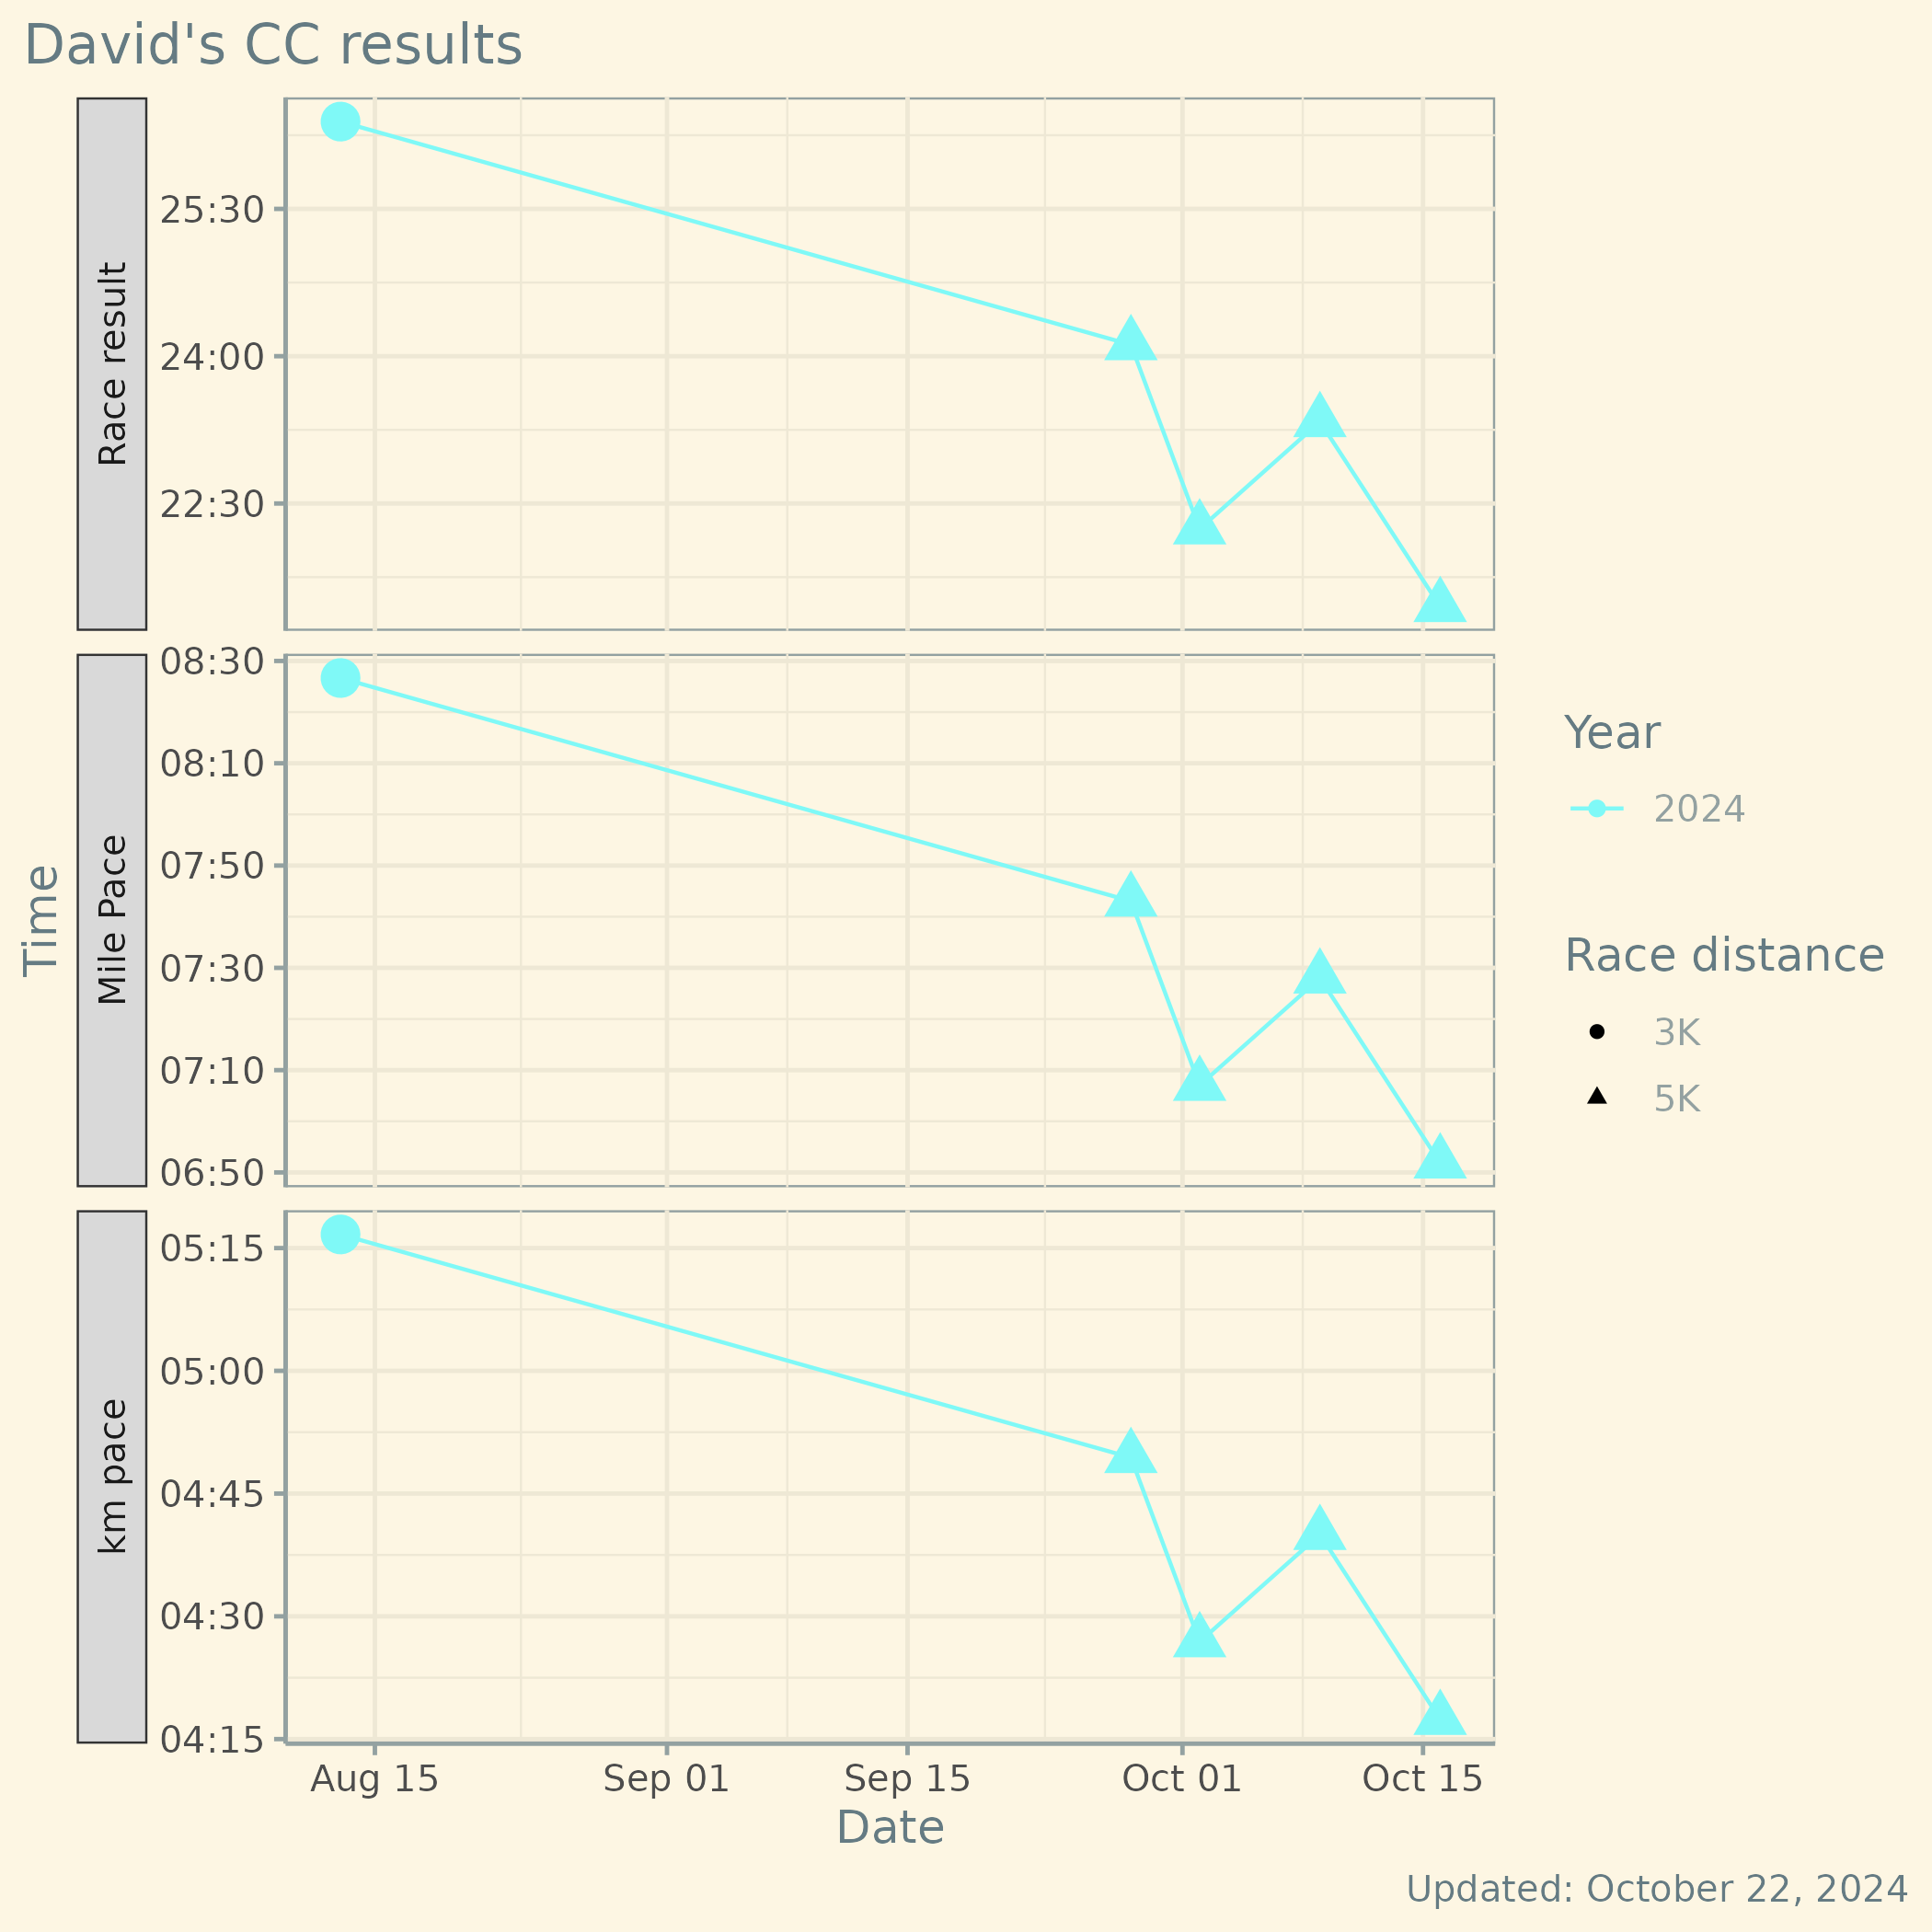 David's CC results
Race result
25:30
24:00
22:30
Time
Mile Pace
08:30
08:10
07:50
07:30
07:10
06:50
km pace
05:15
05:00
04:45
04:30
04:15
Aug 15
Sep 01
Sep 15
Oct 01
Oct 15
Date
Year
2024
Race distance
3K
5K
Updated: October 22, 2024